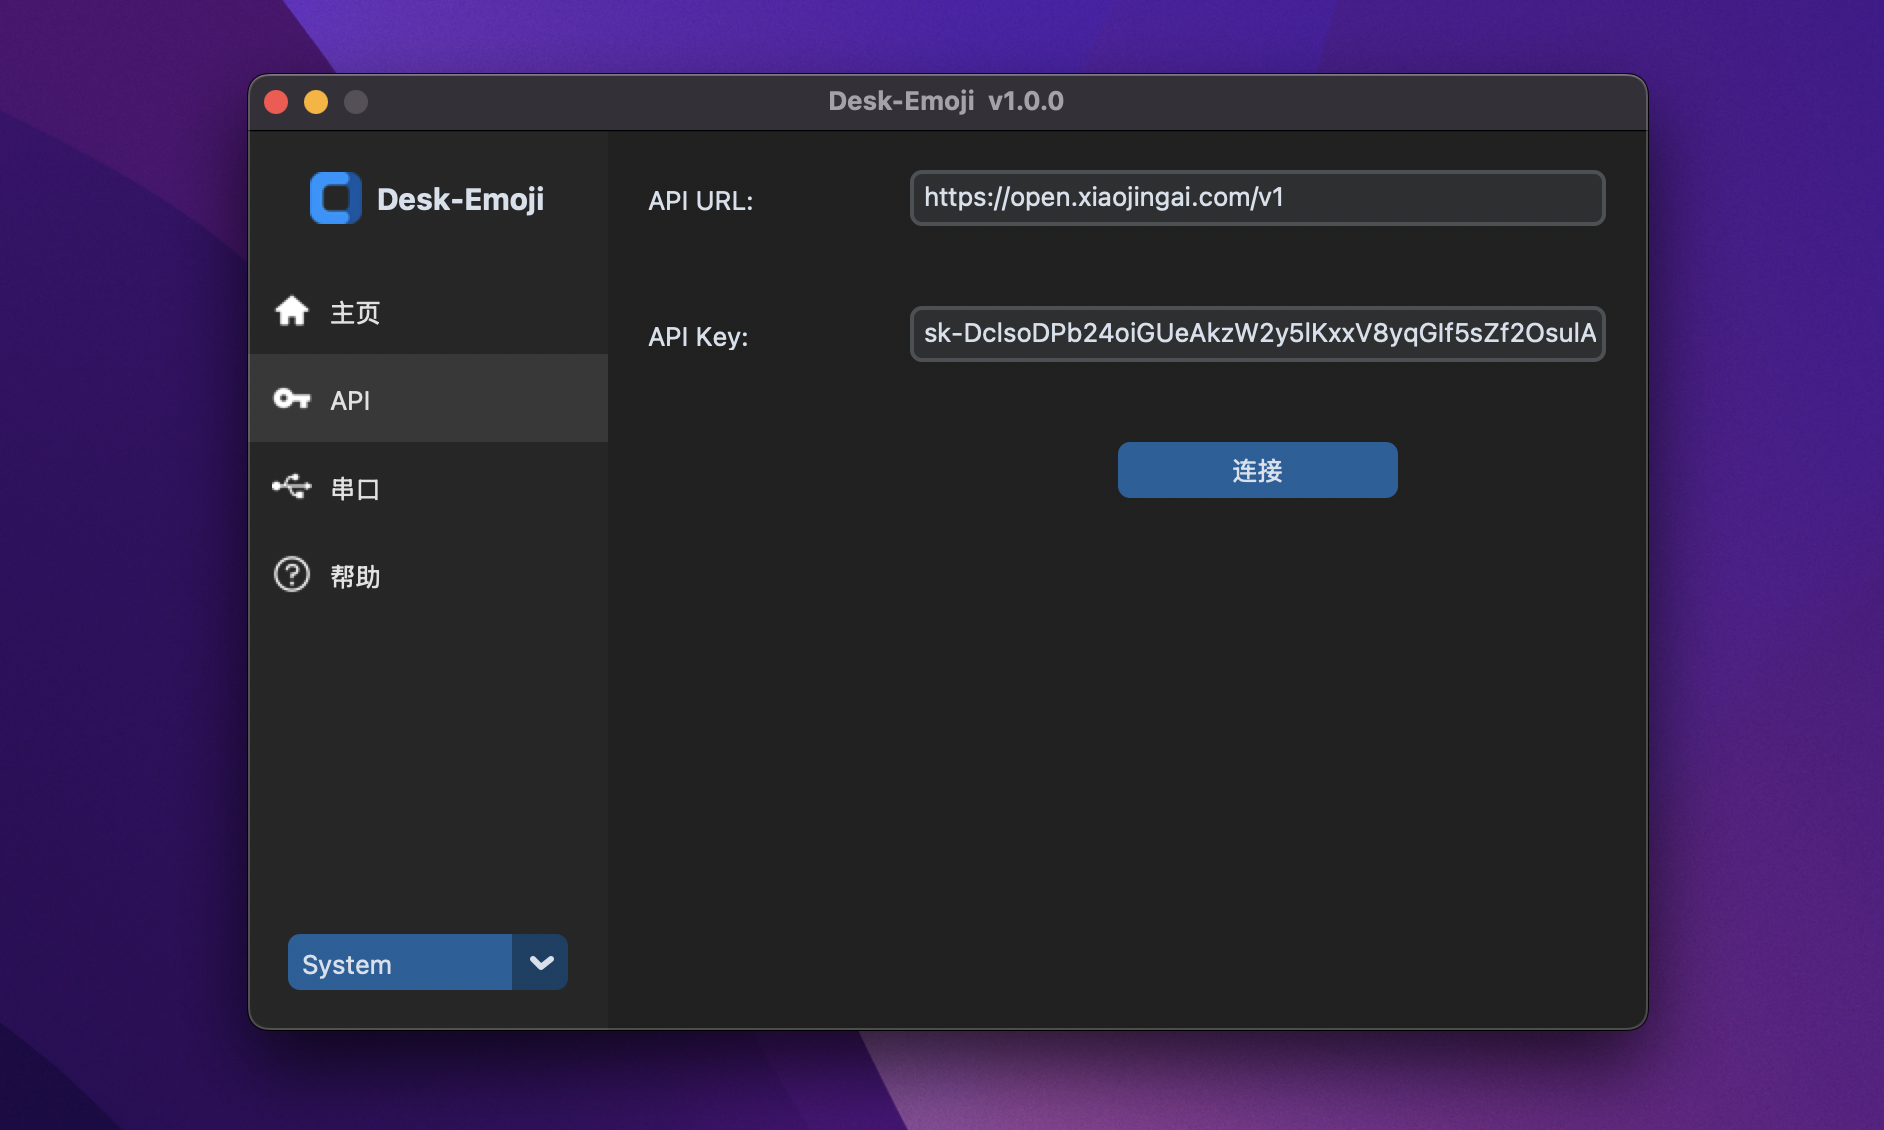 Desk-Emoji v1.0.0
Desk-Emoji
主页
API
串口
帮助
System
API URL:
https://open.xiaojingai.com/v1
API Key:
sk-DclsoDPb24oiGUeAkzW2y5lKxxV8yqGlf5sZf2OsulA
连接